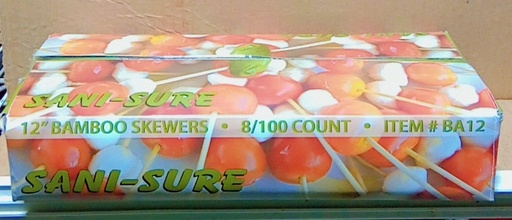 SANI-SURE
12" BAMBOO SKEWERS • 8/100 COUNT • ITEM # BA12
SANI-SURE